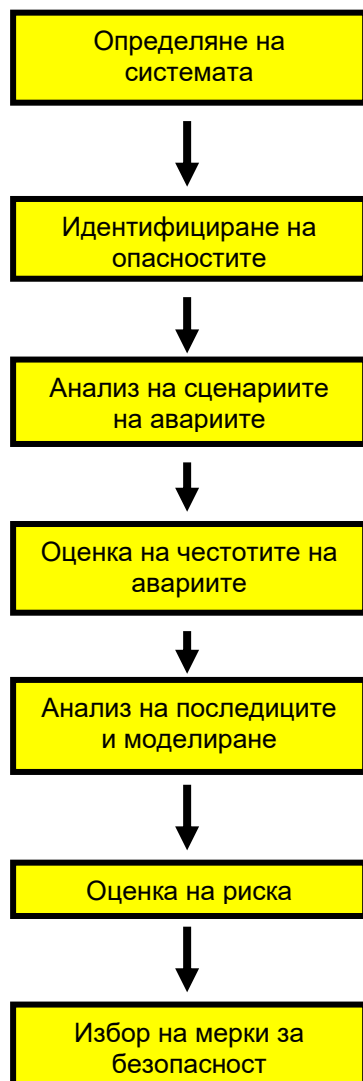 Определяне на
системата
Идентифициране на
опасностите
Анализ на сценариите
на авариите
Оценка на честотите на
авариите
Анализ на последиците
и моделиране
Оценка на риска
Избор на мерки за
безопасност